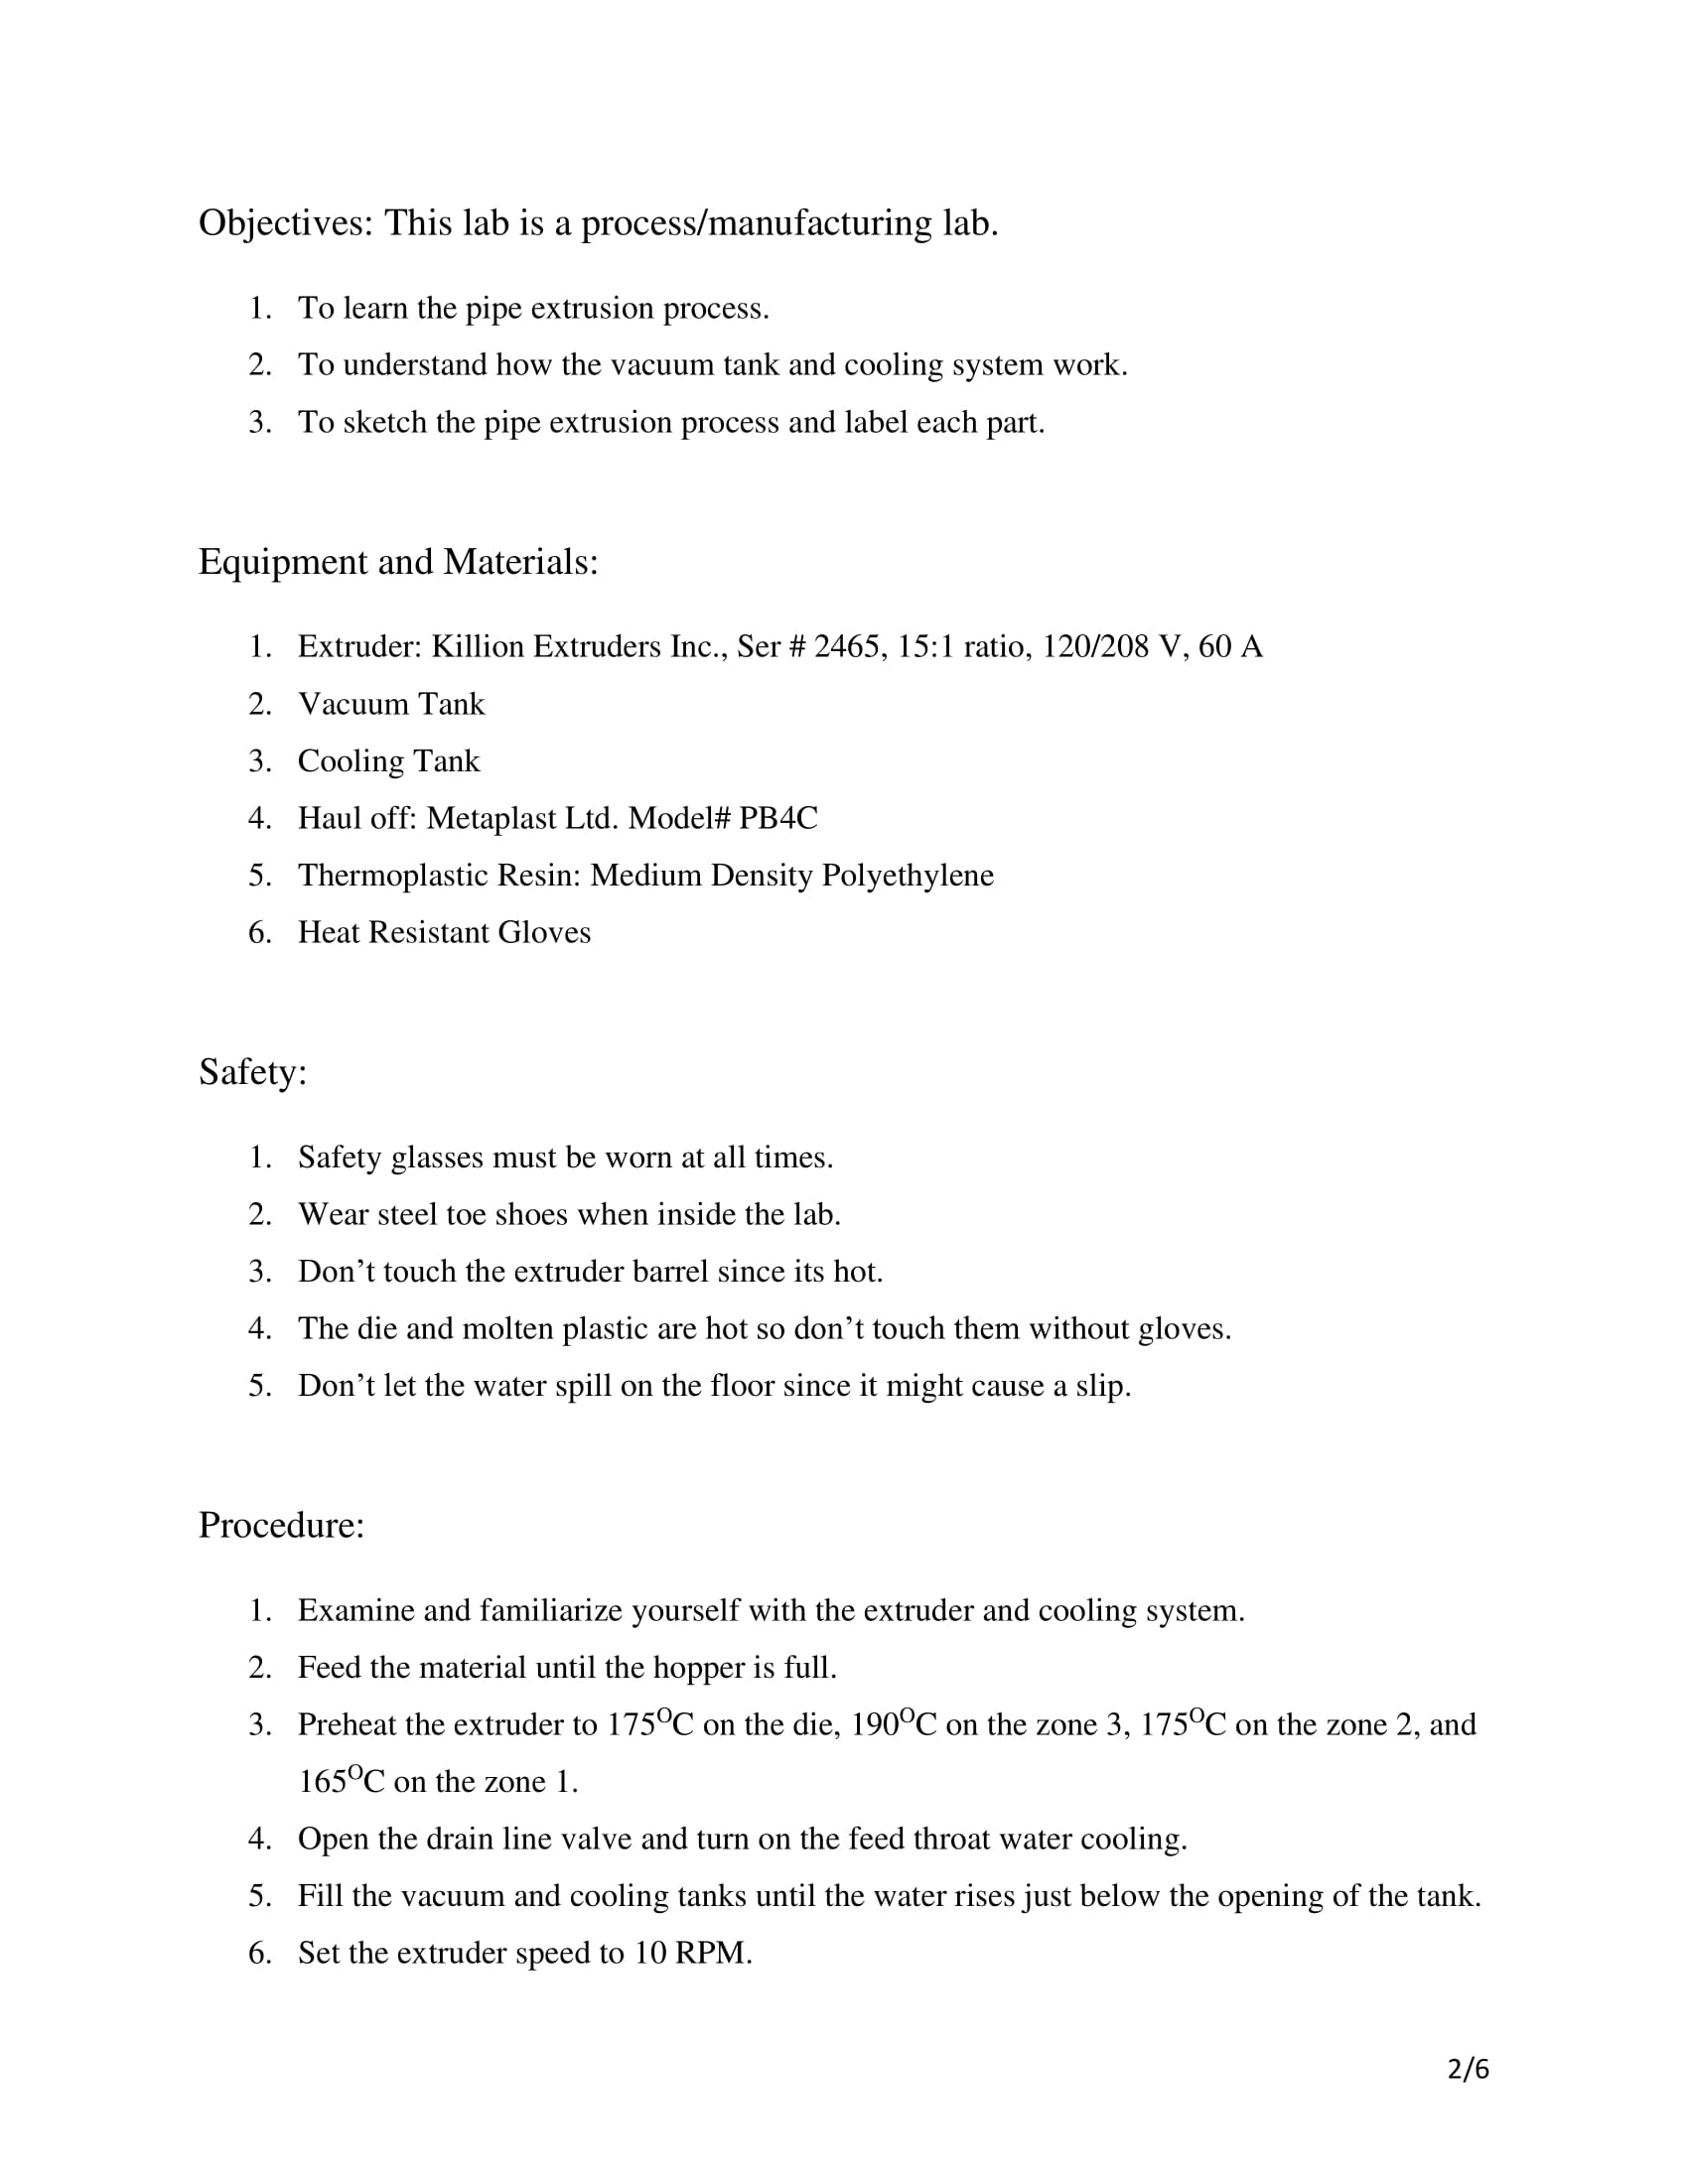 Objectives: This lab is a process/manufacturing lab.
1. To learn the pipe extrusion process.
2. To understand how the vacuum tank and cooling system work.
3. To sketch the pipe extrusion process and label each part.
Equipment and Materials:
1. Extruder: Killion Extruders Inc., Ser # 2465, 15:1 ratio, 120/208 V, 60 A
2. Vacuum Tank
3. Cooling Tank
4. Haul off: Metaplast Ltd. Model# PB4C
5. Thermoplastic Resin: Medium Density Polyethylene
6. Heat Resistant Gloves
Safety:
1. Safety glasses must be worn at all times.
2. Wear steel toe shoes when inside the lab.
3. Don’t touch the extruder barrel since its hot.
4. The die and molten plastic are hot so don’t touch them without gloves.
5. Don’t let the water spill on the floor since it might cause a slip.
Procedure:
1. Examine and familiarize yourself with the extruder and cooling system.
2. Feed the material until the hopper is full.
3. Preheat the extruder to 175ᴼC on the die, 190ᴼC on the zone 3, 175ᴼC on the zone 2, and
165ᴼC on the zone 1.
4. Open the drain line valve and turn on the feed throat water cooling.
5. Fill the vacuum and cooling tanks until the water rises just below the opening of the tank.
6. Set the extruder speed to 10 RPM.
2/6